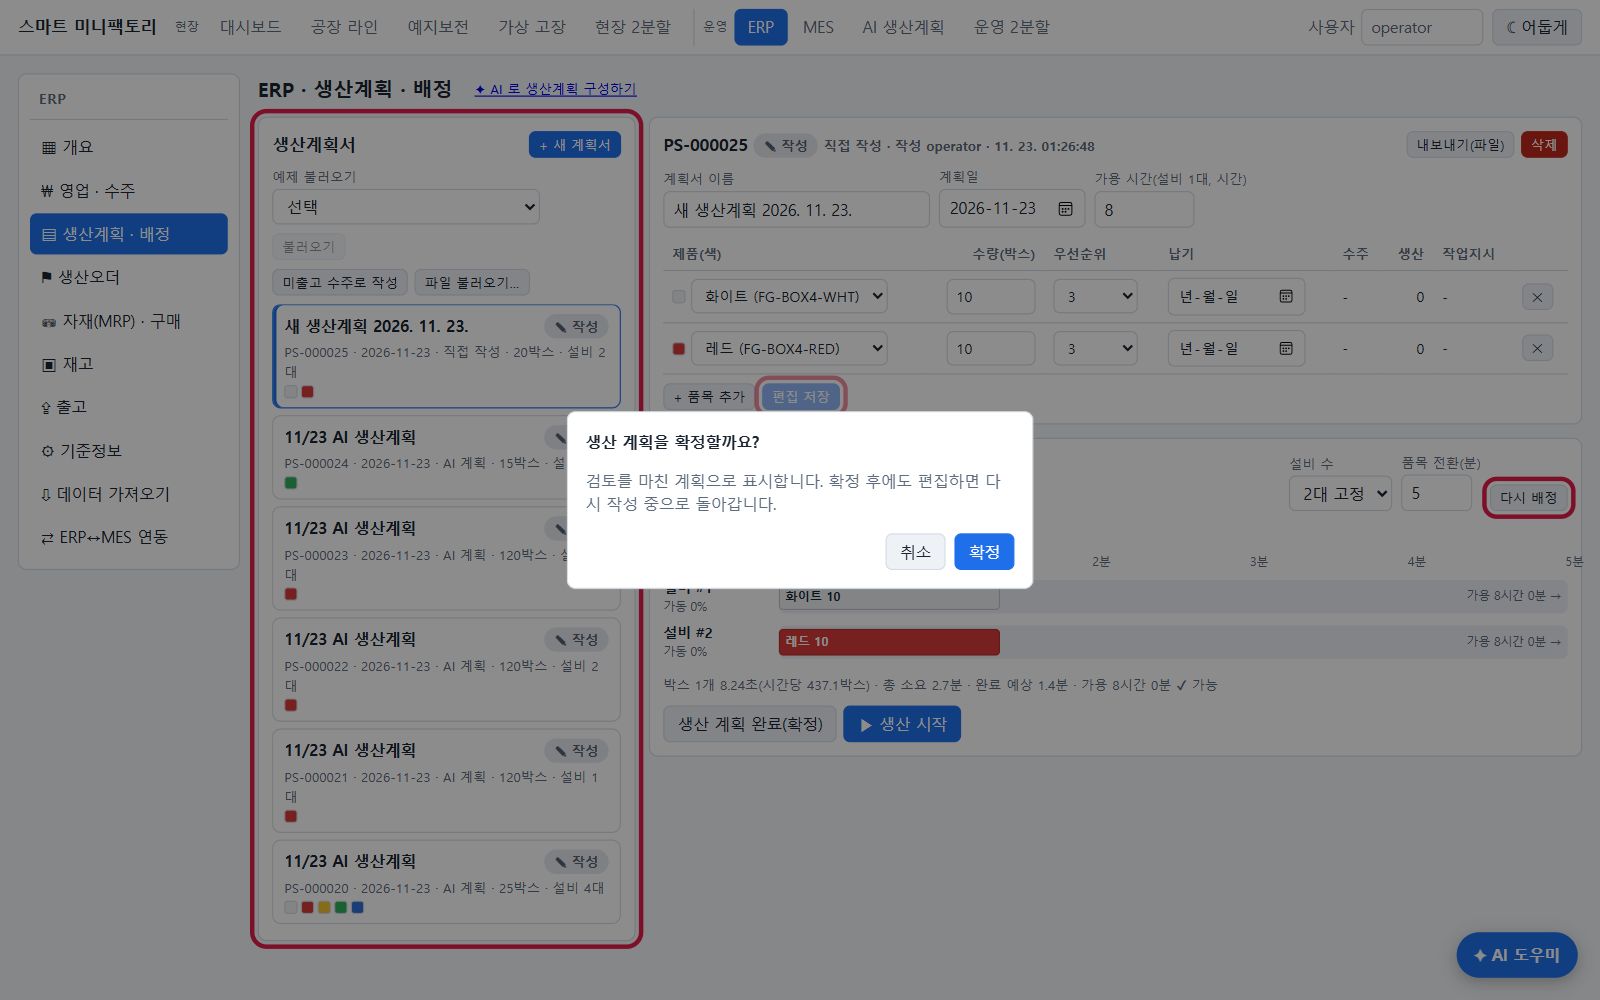 스마트 미니팩토리 현장 대시보드 공장 라인 예지보전 가상 고장 현장 2분할 운영 ERP MES AI 생산계획 운영 2분할 사용자 operator ☾ 어둡게
ERP
▦ 개요
₩ 영업 · 수주
▤ 생산계획 · 배정
⚑ 생산오더
자재(MRP) · 구매
▣ 재고
⇪ 출고
⚙ 기준정보
⇩ 데이터 가져오기
⇄ ERP↔MES 연동
ERP · 생산계획 · 배정 ✦ AI 로 생산계획 구성하기
생산계획서 + 새 계획서
예제 불러오기
선택
불러오기
미출고 수주로 작성 파일 불러오기...
새 생산계획 2026. 11. 23. ✎ 작성
PS-000025 · 2026-11-23 · 직접 작성 · 20박스 · 설비 2
대
11/23 AI 생산계획 ✎
PS-000024 · 2026-11-23 · AI 계획 · 15박스 · 설
11/23 AI 생산계획 ✎
PS-000023 · 2026-11-23 · AI 계획 · 120박스 ·
대
11/23 AI 생산계획 ✎ 작성
PS-000022 · 2026-11-23 · AI 계획 · 120박스 · 설비 2
대
11/23 AI 생산계획 ✎ 작성
PS-000021 · 2026-11-23 · AI 계획 · 120박스 · 설비 1
대
11/23 AI 생산계획 ✎ 작성
PS-000020 · 2026-11-23 · AI 계획 · 25박스 · 설비 4대
PS-000025 ✎ 작성 직접 작성 · 작성 operator · 11. 23. 01:26:48 내보내기(파일) 삭제
계획서 이름 계획일 가용 시간(설비 1대, 시간)
새 생산계획 2026. 11. 23. 2026-11-23 8
제품(색) 수량(박스) 우선순위 납기 수주 생산 작업지시
화이트 (FG-BOX4-WHT) 10 3 년-월-일 - 0 - ×
레드 (FG-BOX4-RED) 10 3 년-월-일 - 0 - ×
+ 품목 추가 편집 저장
생산 계획을 확정할까요?
검토를 마친 계획으로 표시합니다. 확정 후에도 편집하면 다
시 작성 중으로 돌아갑니다.
취소 확정
설비 수 품목 전환(분)
2대 고정 5 다시 배정
2분 3분 4분 5분
설비 #1 화이트 10 가용 8시간 0분 →
가동 0%
설비 #2 레드 10 가용 8시간 0분 →
가동 0%
박스 1개 8.24초(시간당 437.1박스) · 총 소요 2.7분 · 완료 예상 1.4분 · 가용 8시간 0분 ✓ 가능
생산 계획 완료(확정) ▶ 생산 시작
✦ AI 도우미